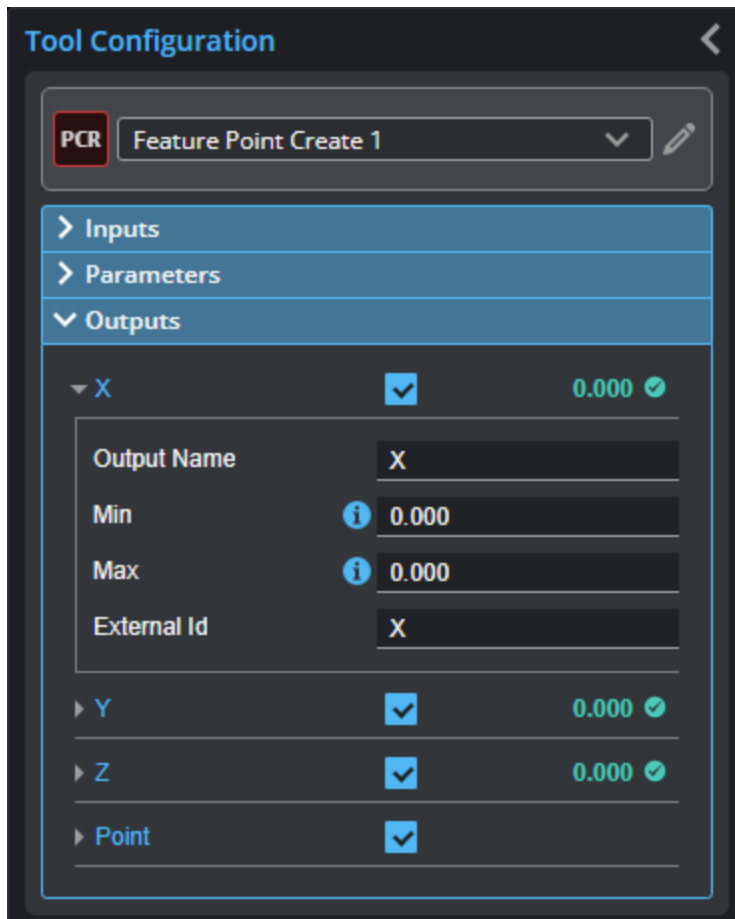 Tool Configuration
PCR Feature Point Create 1
Inputs
Parameters
Outputs
X 0.000
Output Name X
Min 0.000
Max 0.000
External Id X
Y 0.000
Z 0.000
Point